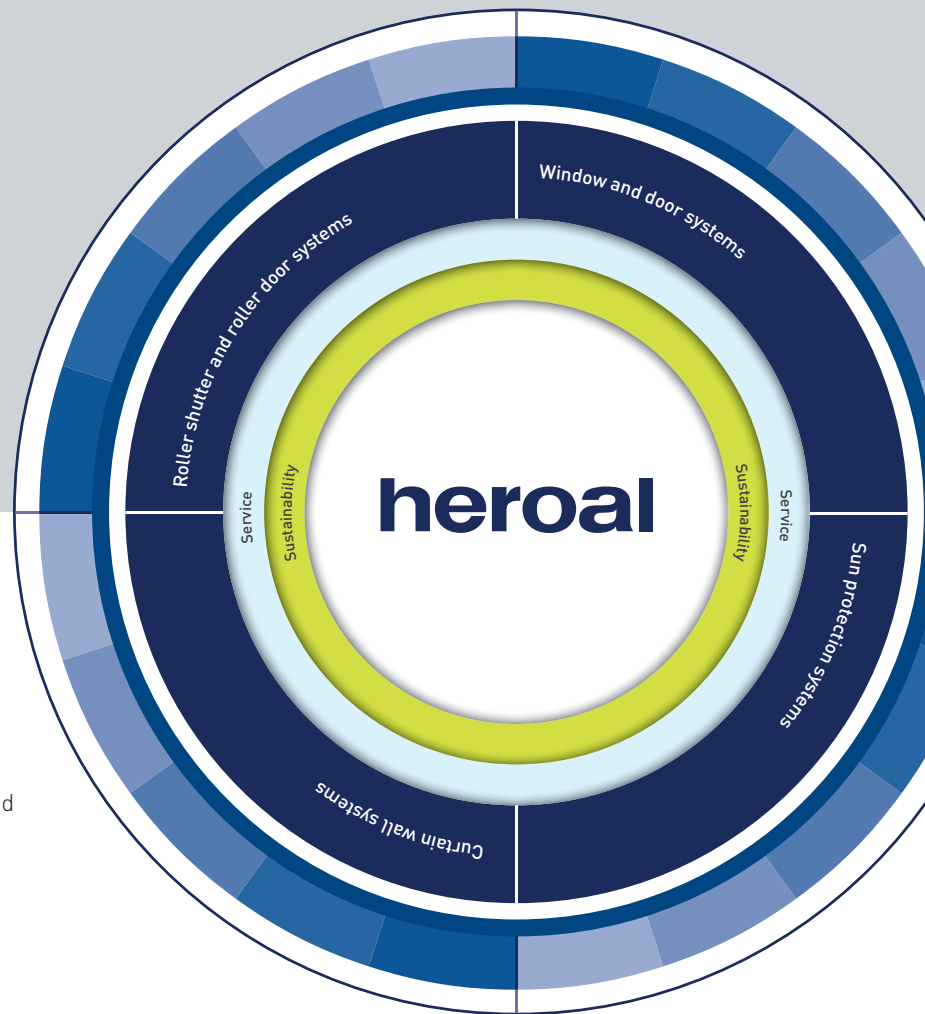 Window and door systems
Roller shutter and roller door systems
Service
Sustainability
heroal
Sustainability
Service
Sun protection systems
Curtain wall systems
d